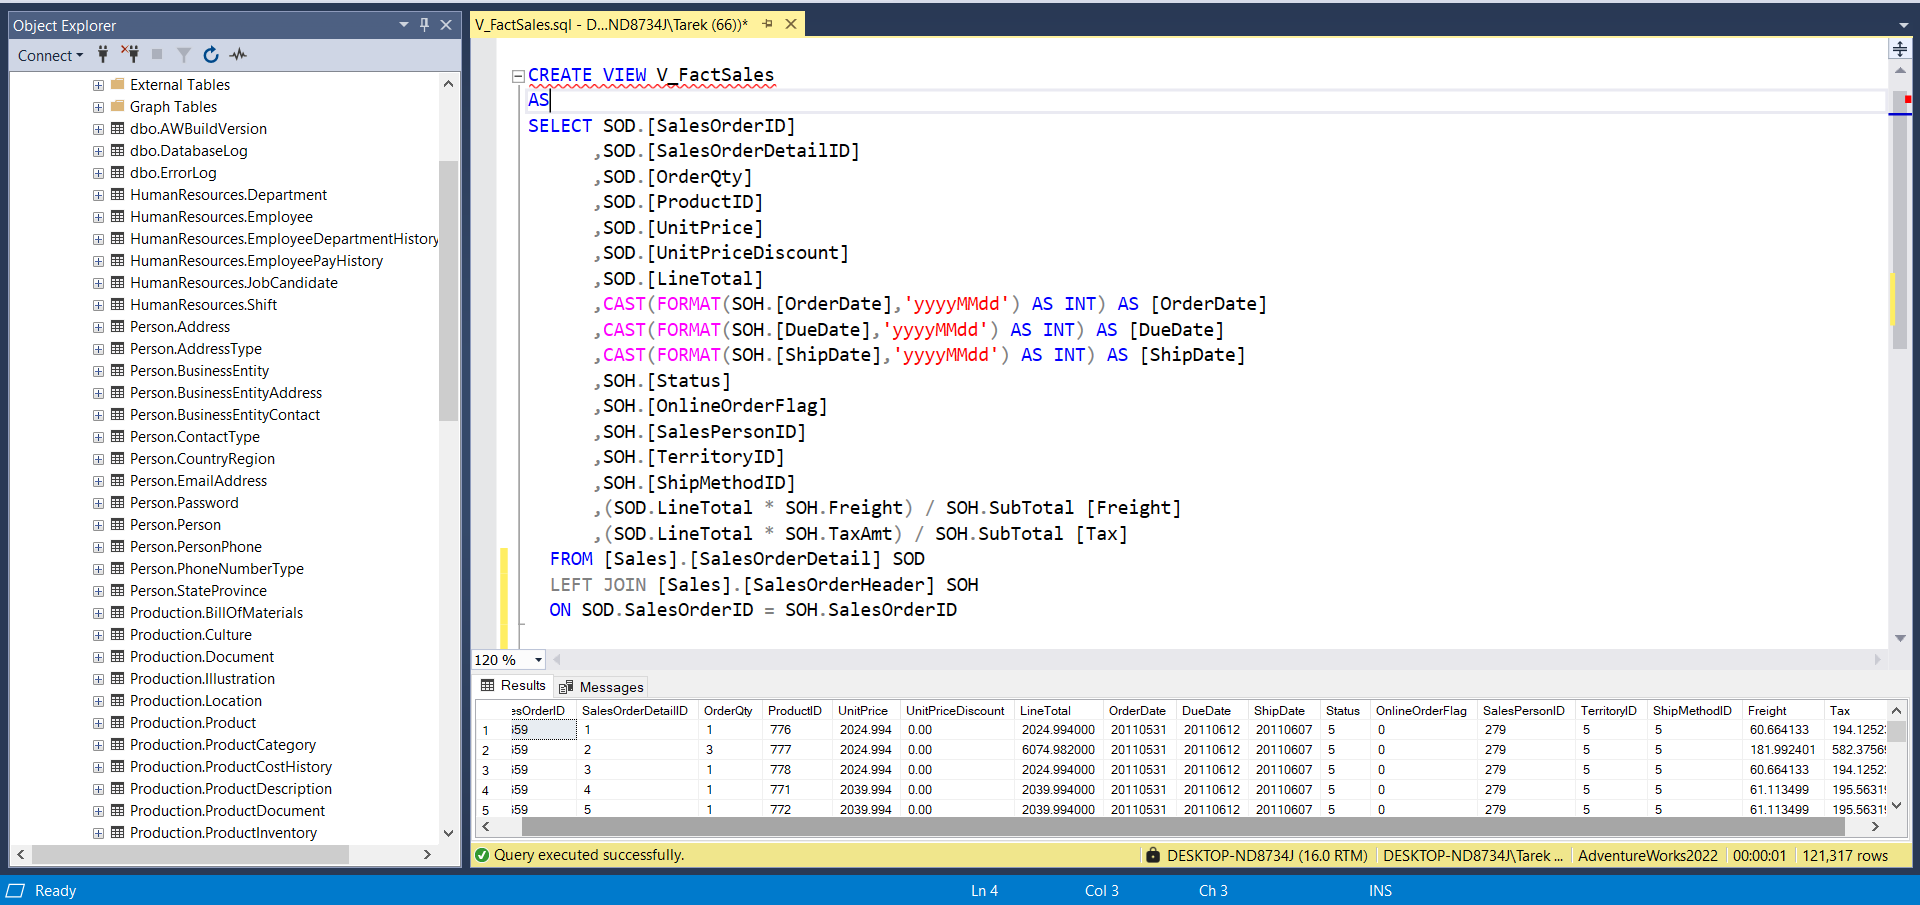 Object Explorer
Connect
External Tables
Graph Tables
dbo.AWBuildVersion
dbo.DatabaseLog
dbo.ErrorLog
HumanResources.Department
HumanResources.Employee
HumanResources.EmployeeDepartmentHistory
HumanResources.EmployeePayHistory
HumanResources.JobCandidate
HumanResources.Shift
Person.Address
Person.AddressType
Person.BusinessEntity
Person.BusinessEntityAddress
Person.BusinessEntityContact
Person.ContactType
Person.CountryRegion
Person.EmailAddress
Person.Password
Person.Person
Person.PersonPhone
Person.PhoneNumberType
Person.StateProvince
Production.BillOfMaterials
Production.Culture
Production.Document
Production.Illustration
Production.Location
Production.Product
Production.ProductCategory
Production.ProductCostHistory
Production.ProductDescription
Production.ProductDocument
Production.ProductInventory
V_FactSales.sql - D...ND8734J\Tarek (66))*
CREATE VIEW V_FactSales
AS
SELECT SOD.[SalesOrderID]
,SOD.[SalesOrderDetailID]
,SOD.[OrderQty]
,SOD.[ProductID]
,SOD.[UnitPrice]
,SOD.[UnitPriceDiscount]
,SOD.[LineTotal]
,CAST(FORMAT(SOH.[OrderDate],'yyyyMMdd') AS INT) AS [OrderDate]
,CAST(FORMAT(SOH.[DueDate],'yyyyMMdd') AS INT) AS [DueDate]
,CAST(FORMAT(SOH.[ShipDate],'yyyyMMdd') AS INT) AS [ShipDate]
,SOH.[Status]
,SOH.[OnlineOrderFlag]
,SOH.[SalesPersonID]
,SOH.[TerritoryID]
,SOH.[ShipMethodID]
,(SOD.LineTotal * SOH.Freight) / SOH.SubTotal [Freight]
,(SOD.LineTotal * SOH.TaxAmt) / SOH.SubTotal [Tax]
FROM [Sales].[SalesOrderDetail] SOD
LEFT JOIN [Sales].[SalesOrderHeader] SOH
ON SOD.SalesOrderID = SOH.SalesOrderID
120 %
Results Messages
esOrderID SalesOrderDetailID OrderQty ProductID UnitPrice UnitPriceDiscount LineTotal OrderDate DueDate ShipDate Status OnlineOrderFlag SalesPersonID TerritoryID ShipMethodID Freight Tax
1 659 1 1 776 2024.994 0.00 2024.994000 20110531 20110612 20110607 5 0 279 5 5 60.664133 194.1252
2 659 2 3 777 2024.994 0.00 6074.982000 20110531 20110612 20110607 5 0 279 5 5 181.992401 582.3756
3 659 3 1 778 2024.994 0.00 2024.994000 20110531 20110612 20110607 5 0 279 5 5 60.664133 194.1252
4 659 4 1 771 2039.994 0.00 2039.994000 20110531 20110612 20110607 5 0 279 5 5 61.113499 195.5631
5 659 5 1 772 2039.994 0.00 2039.994000 20110531 20110612 20110607 5 0 279 5 5 61.113499 195.5631
Query executed successfully. DESKTOP-ND8734J (16.0 RTM) DESKTOP-ND8734J\Tarek ... AdventureWorks2022 00:00:01 121,317 rows
Ready Ln 4 Col 3 Ch 3 INS